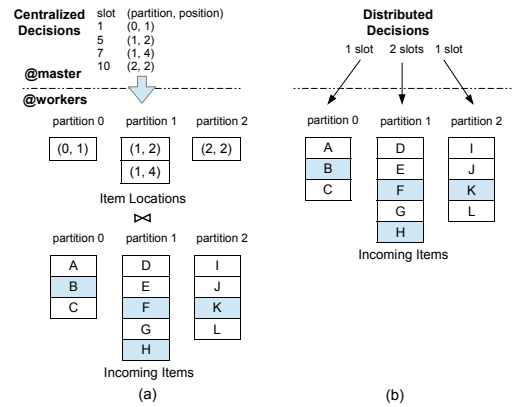 Centralized Decisions
slot (partition, position)
1 (0, 1)
5 (1, 2)
7 (1, 4)
10 (2, 2)
@master
@workers
partition 0 partition 1 partition 2
(0, 1) (1, 2) (2, 2)
(1, 4)
Item Locations
⋈
partition 0 partition 1 partition 2
A D I
B E J
C F K
G L
H
Incoming Items
(a)
Distributed
Decisions
1 slot 2 slots 1 slot
partition 0 partition 1 partition 2
A D I
B E J
C F K
G L
H
Incoming Items
(b)